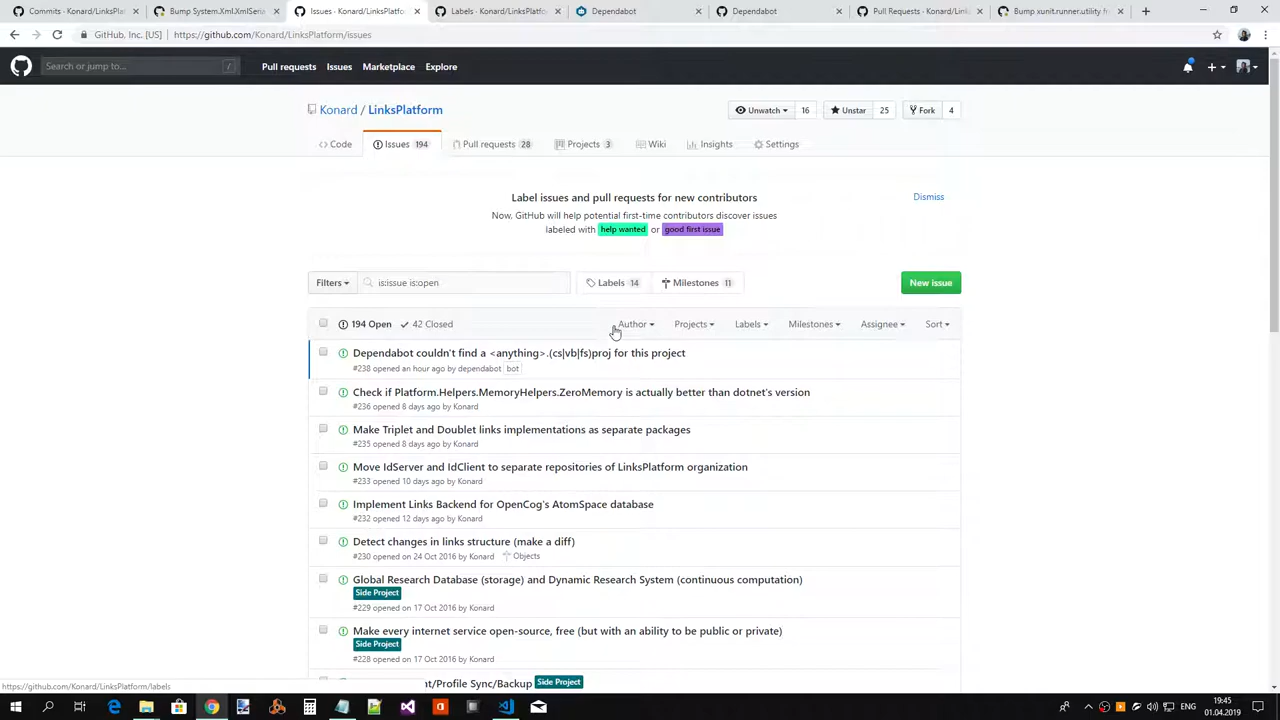 Commits · Konard/LinksPlat
Bump System.Xml.XmlSeria
Issues · Konard/LinksPlatform
Labels · Konard/LinksPlatform
Dependabot
Dependabot
Pull Requests · Konard/Links
Bump xunit.runner.utility fr
GitHub, Inc. [US] | https://github.com/Konard/LinksPlatform/issues
Search or jump to... /
Pull requests Issues Marketplace Explore
Konard / LinksPlatform
Unwatch 16 Unstar 25 Fork 4
Code Issues 194 Pull requests 28 Projects 3 Wiki Insights Settings
Label issues and pull requests for new contributors
Dismiss
Now, GitHub will help potential first-time contributors discover issues
labeled with help wanted or good first issue
Filters is:issue is:open Labels 14 Milestones 11 New issue
194 Open 42 Closed Author Projects Labels Milestones Assignee Sort
Dependabot couldn't find a <anything>.(cs|vb|fs)proj for this project
#238 opened an hour ago by dependabot bot
Check if Platform.Helpers.MemoryHelpers.ZeroMemory is actually better than dotnet's version
#236 opened 8 days ago by Konard
Make Triplet and Doublet links implementations as separate packages
#235 opened 8 days ago by Konard
Move IdServer and IdClient to separate repositories of LinksPlatform organization
#233 opened 10 days ago by Konard
Implement Links Backend for OpenCog's AtomSpace database
#232 opened 12 days ago by Konard
Detect changes in links structure (make a diff)
#230 opened on 24 Oct 2016 by Konard Objects
Global Research Database (storage) and Dynamic Research System (continuous computation)
Side Project
#229 opened on 17 Oct 2016 by Konard
Make every internet service open-source, free (but with an ability to be public or private)
Side Project
#228 opened on 17 Oct 2016 by Konard
nt/Profile Sync/Backup Side Project
https://github.com/Konard/LinksPlatform/labels
ENG
19:45
01.04.2019